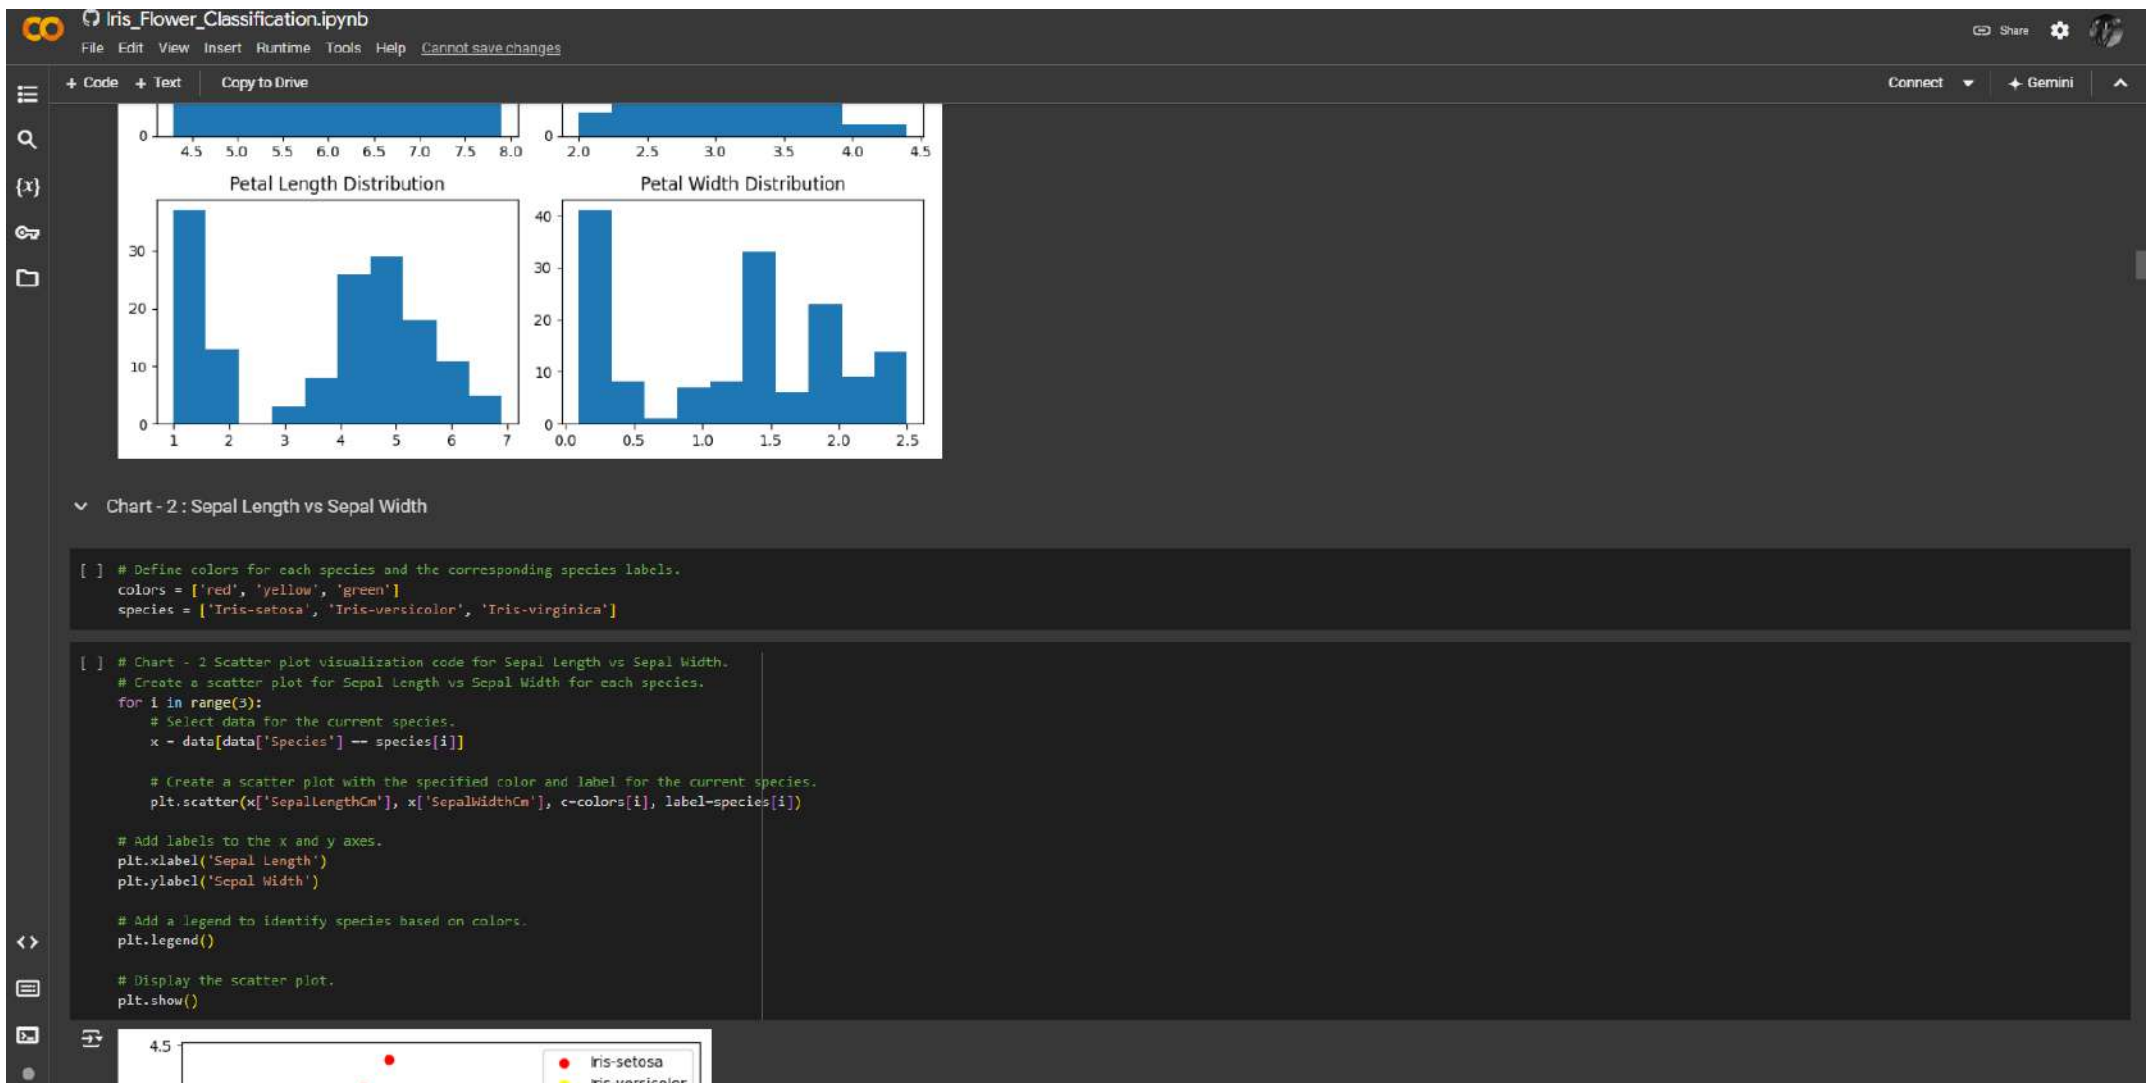 Iris_Flower_Classification.ipynb
File Edit View Insert Runtime Tools Help Cannot save changes
Share
+ Code + Text Copy to Drive
Connect Gemini
0
4.5 5.0 5.5 6.0 6.5 7.0 7.5 8.0
0
2.0 2.5 3.0 3.5 4.0 4.5
{x}
Petal Length Distribution
30
20
10
0
1 2 3 4 5 6 7
Petal Width Distribution
40
30
20
10
0
0.0 0.5 1.0 1.5 2.0 2.5
Chart - 2 : Sepal Length vs Sepal Width
[ ] # Define colors for each species and the corresponding species labels.
colors = ['red', 'yellow', 'green']
species = ['Iris-setosa', 'Iris-versicolor', 'Iris-virginica']
[ ] # Chart - 2 Scatter plot visualization code for Sepal Length vs Sepal Width.
# Create a scatter plot for Sepal Length vs Sepal Width for each species.
for i in range(3):
# Select data for the current species.
x = data[data['Species'] == species[i]]
# Create a scatter plot with the specified color and label for the current species.
plt.scatter(x['SepalLengthCm'], x['SepalWidthCm'], c=colors[i], label=species[i])
# Add labels to the x and y axes.
plt.xlabel('Sepal Length')
plt.ylabel('Sepal Width')
# Add a legend to identify species based on colors.
plt.legend()
# Display the scatter plot.
plt.show()
4.5
Iris-setosa
Iris-versicolor